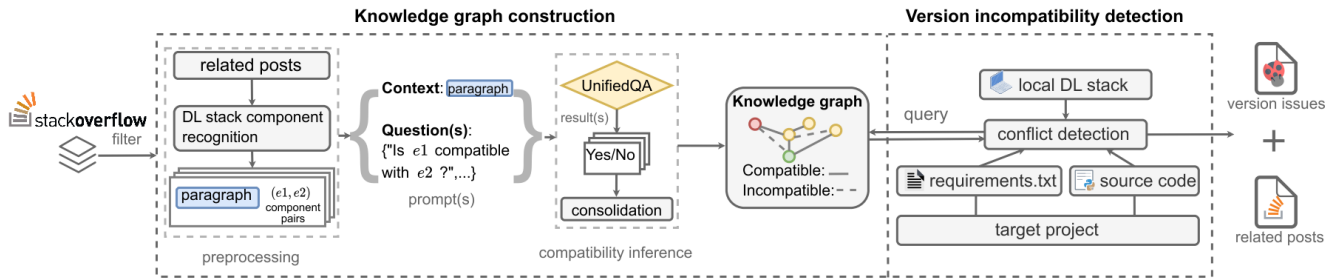 Knowledge graph construction
Version incompatibility detection
stackoverflow
filter
related posts
DL stack component
recognition
paragraph
(e1, e2)
component
pairs
preprocessing
Context: paragraph
Question(s):
{"Is e1 compatible
with e2 ?",...}
prompt(s)
UnifiedQA
result(s)
Yes/No
consolidation
compatibility inference
Knowledge graph
Compatible:
Incompatible:
query
local DL stack
conflict detection
requirements.txt
source code
target project
version issues
+
related posts